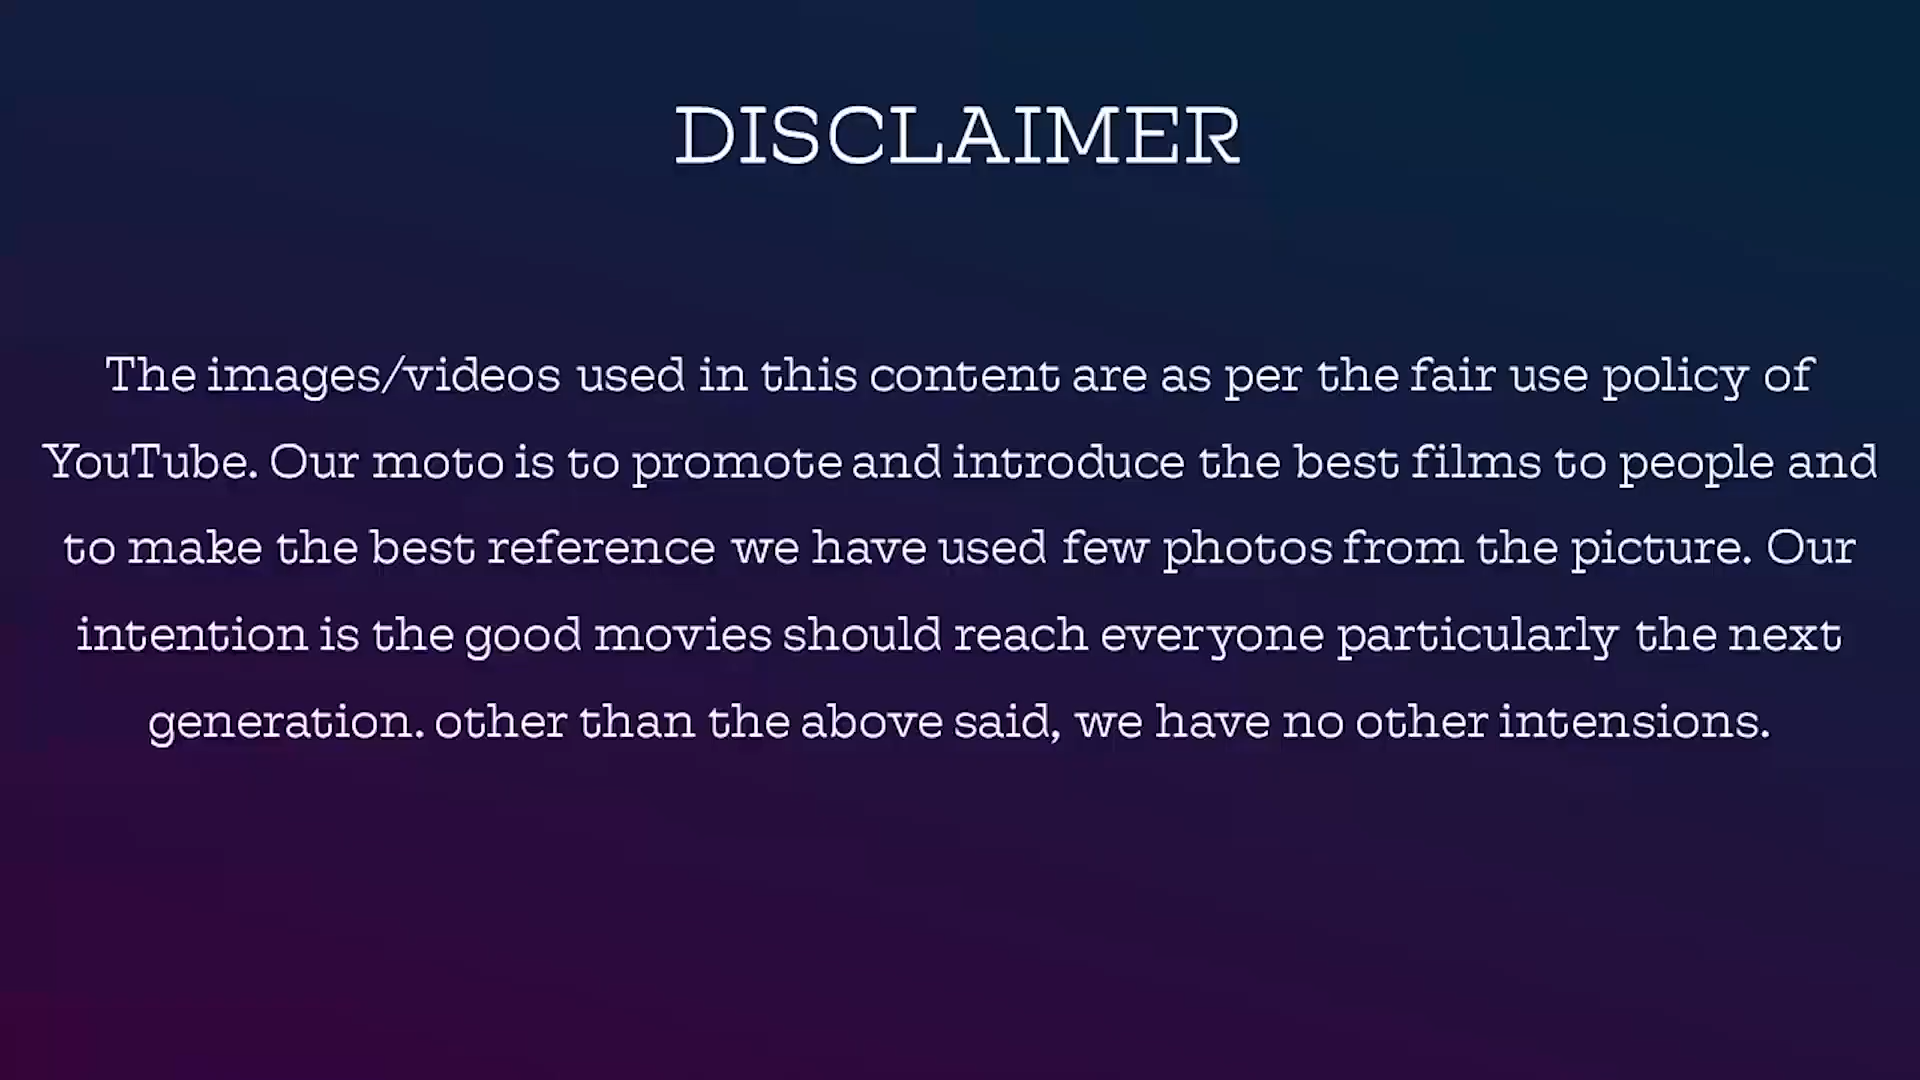 DISCLAIMER
The images/videos used in this content are as per the fair use policy of
YouTube. Our moto is to promote and introduce the best films to people and
to make the best reference we have used few photos from the picture. Our
intention is the good movies should reach everyone particularly the next
generation. other than the above said, we have no other intensions.